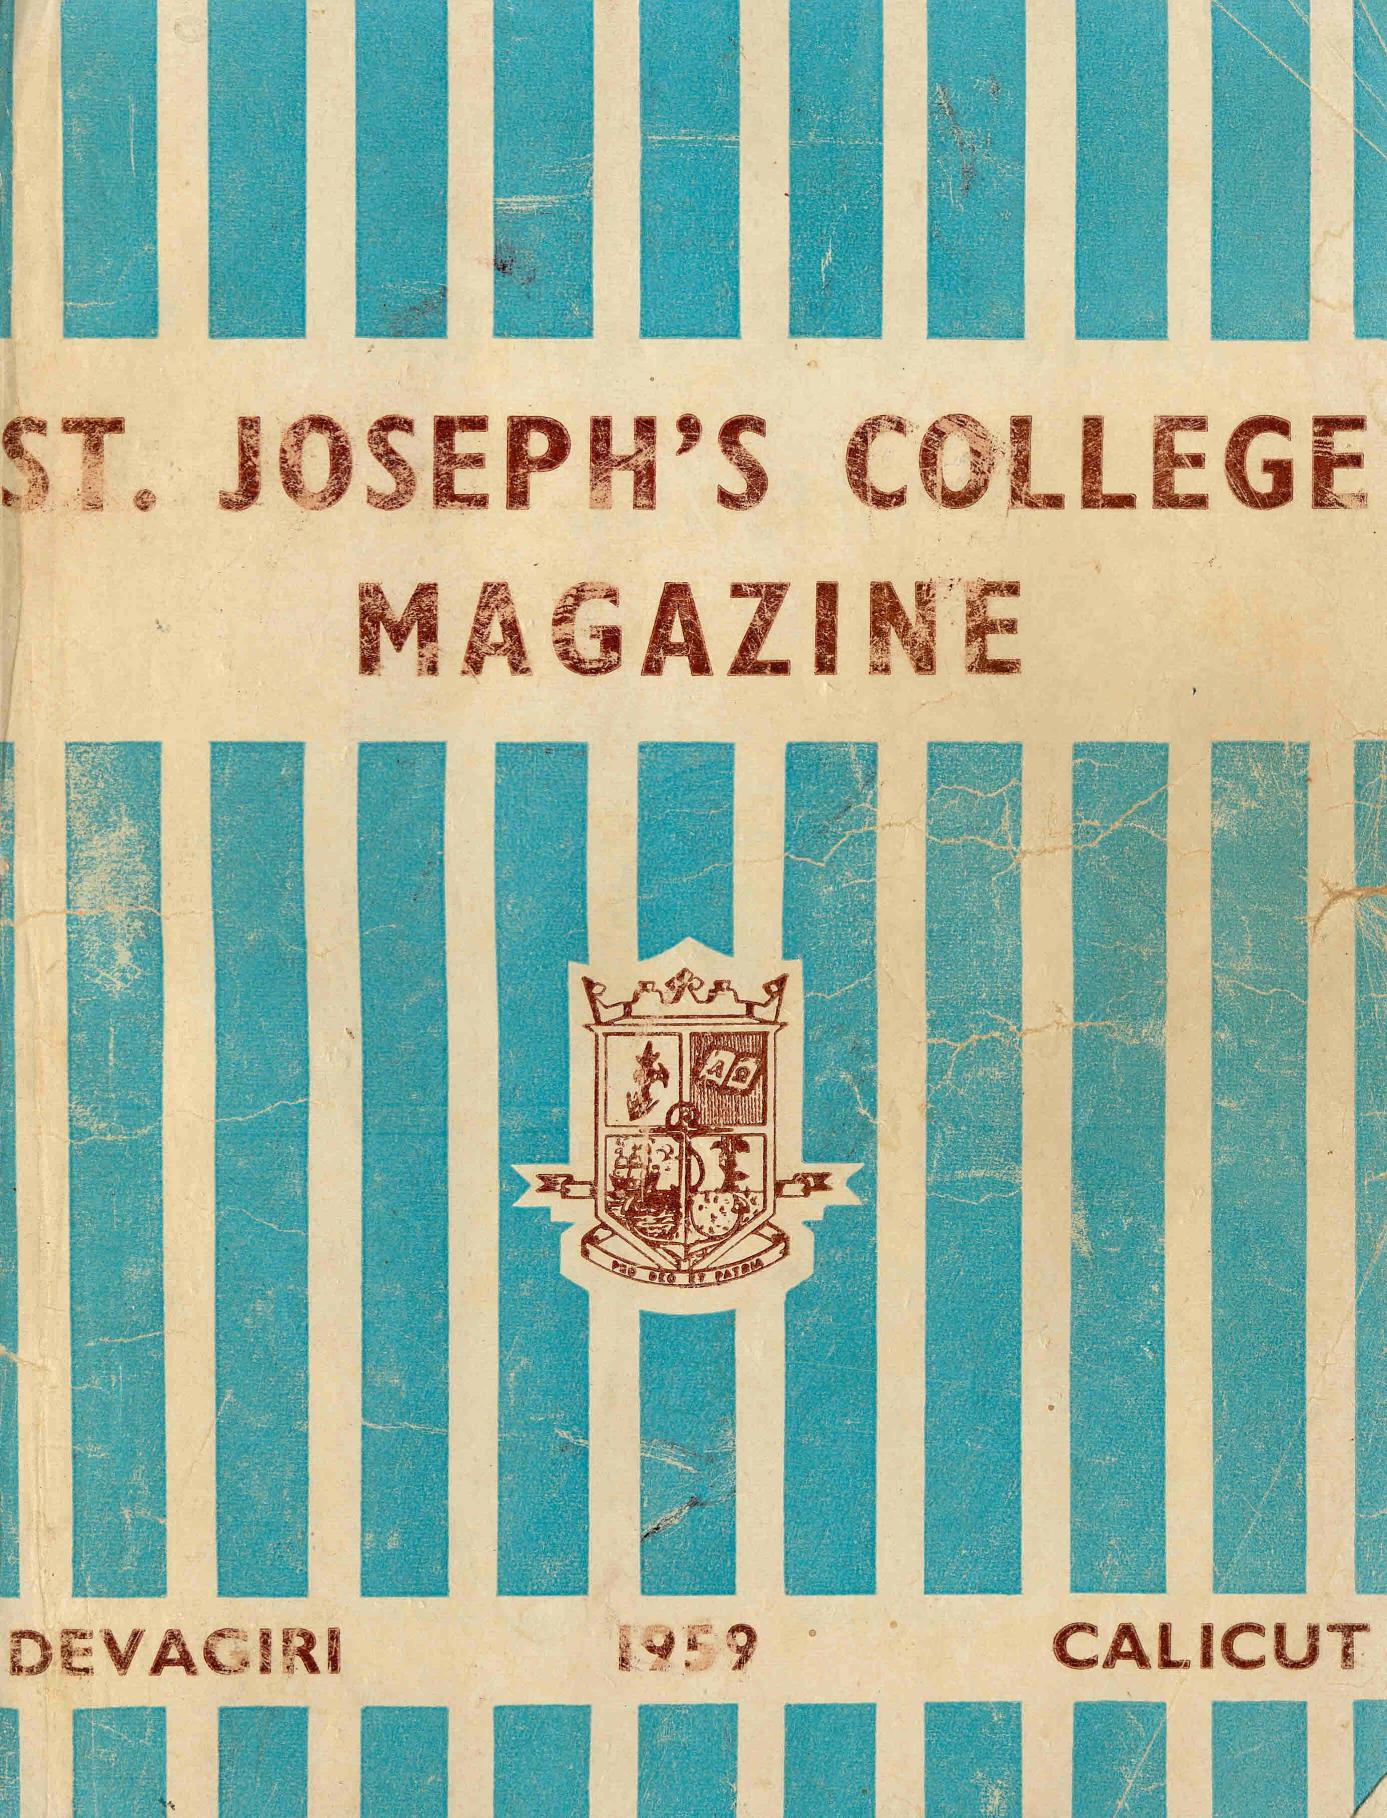 ST. JOSEPH'S COLLEGE
MAGAZINE
A Ω
PRO DEO ET PATRIA
DEVAGIRI 1959 CALICUT